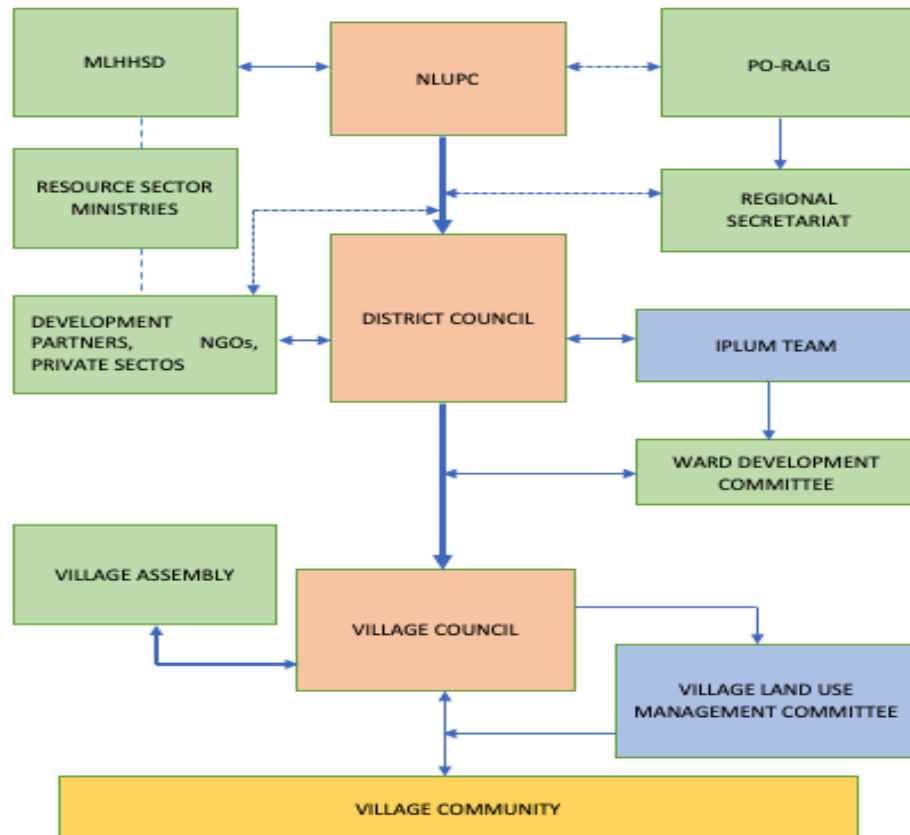 MLHHSD
NLUPC
PO-RALG
RESOURCE SECTOR
MINISTRIES
REGIONAL
SECRETARIAT
DEVELOPMENT
PARTNERS, NGOs,
PRIVATE SECTOS
DISTRICT COUNCIL
IPLUM TEAM
WARD DEVELOPMENT
COMMITTEE
VILLAGE ASSEMBLY
VILLAGE COUNCIL
VILLAGE LAND USE
MANAGEMENT COMMITTEE
VILLAGE COMMUNITY